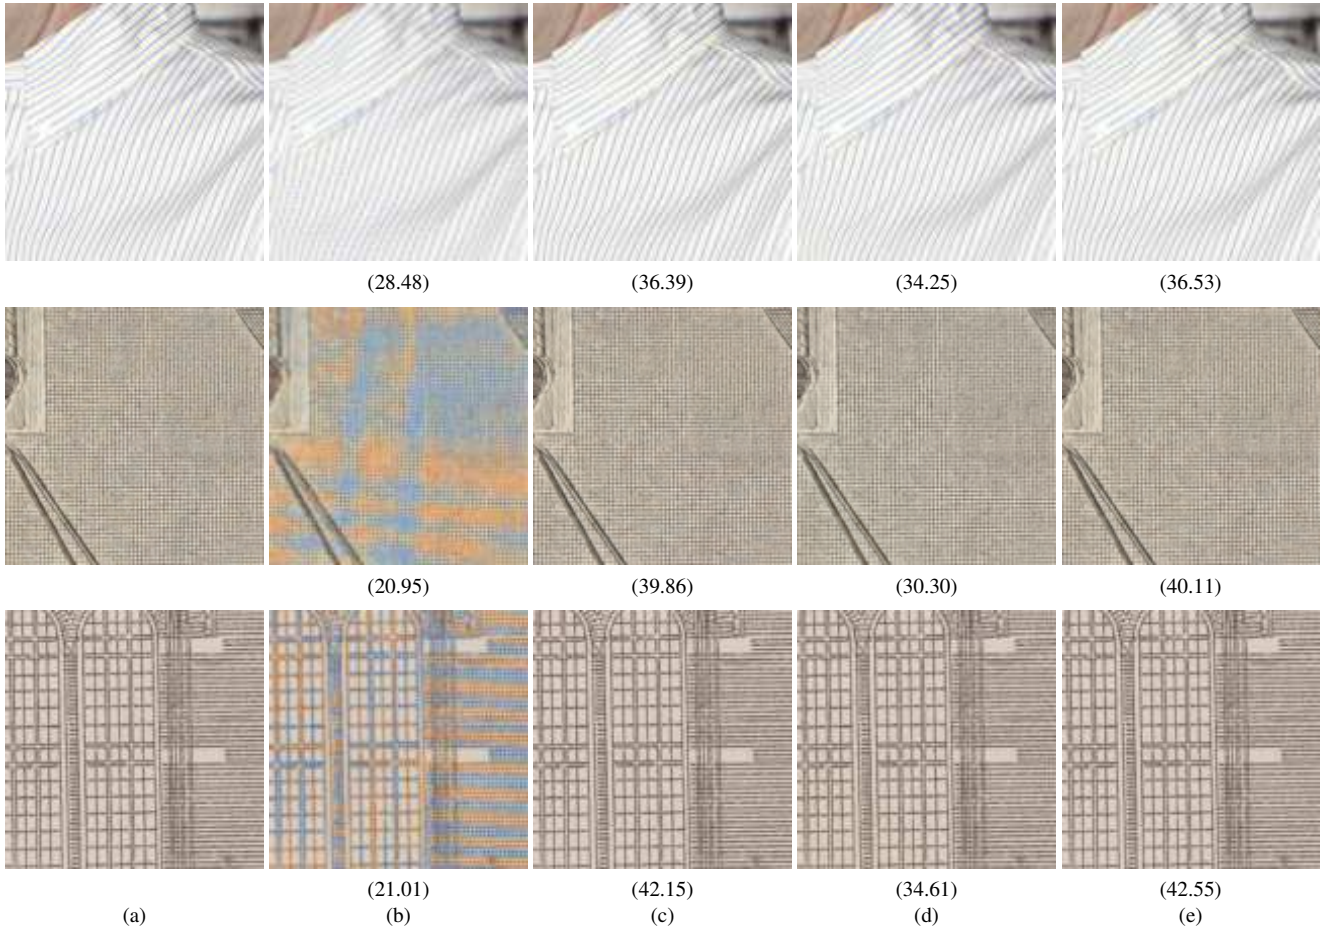 (28.48) (36.39) (34.25) (36.53)
(20.95) (39.86) (30.30) (40.11)
(21.01) (42.15) (34.61) (42.55)
(a) (b) (c) (d) (e)